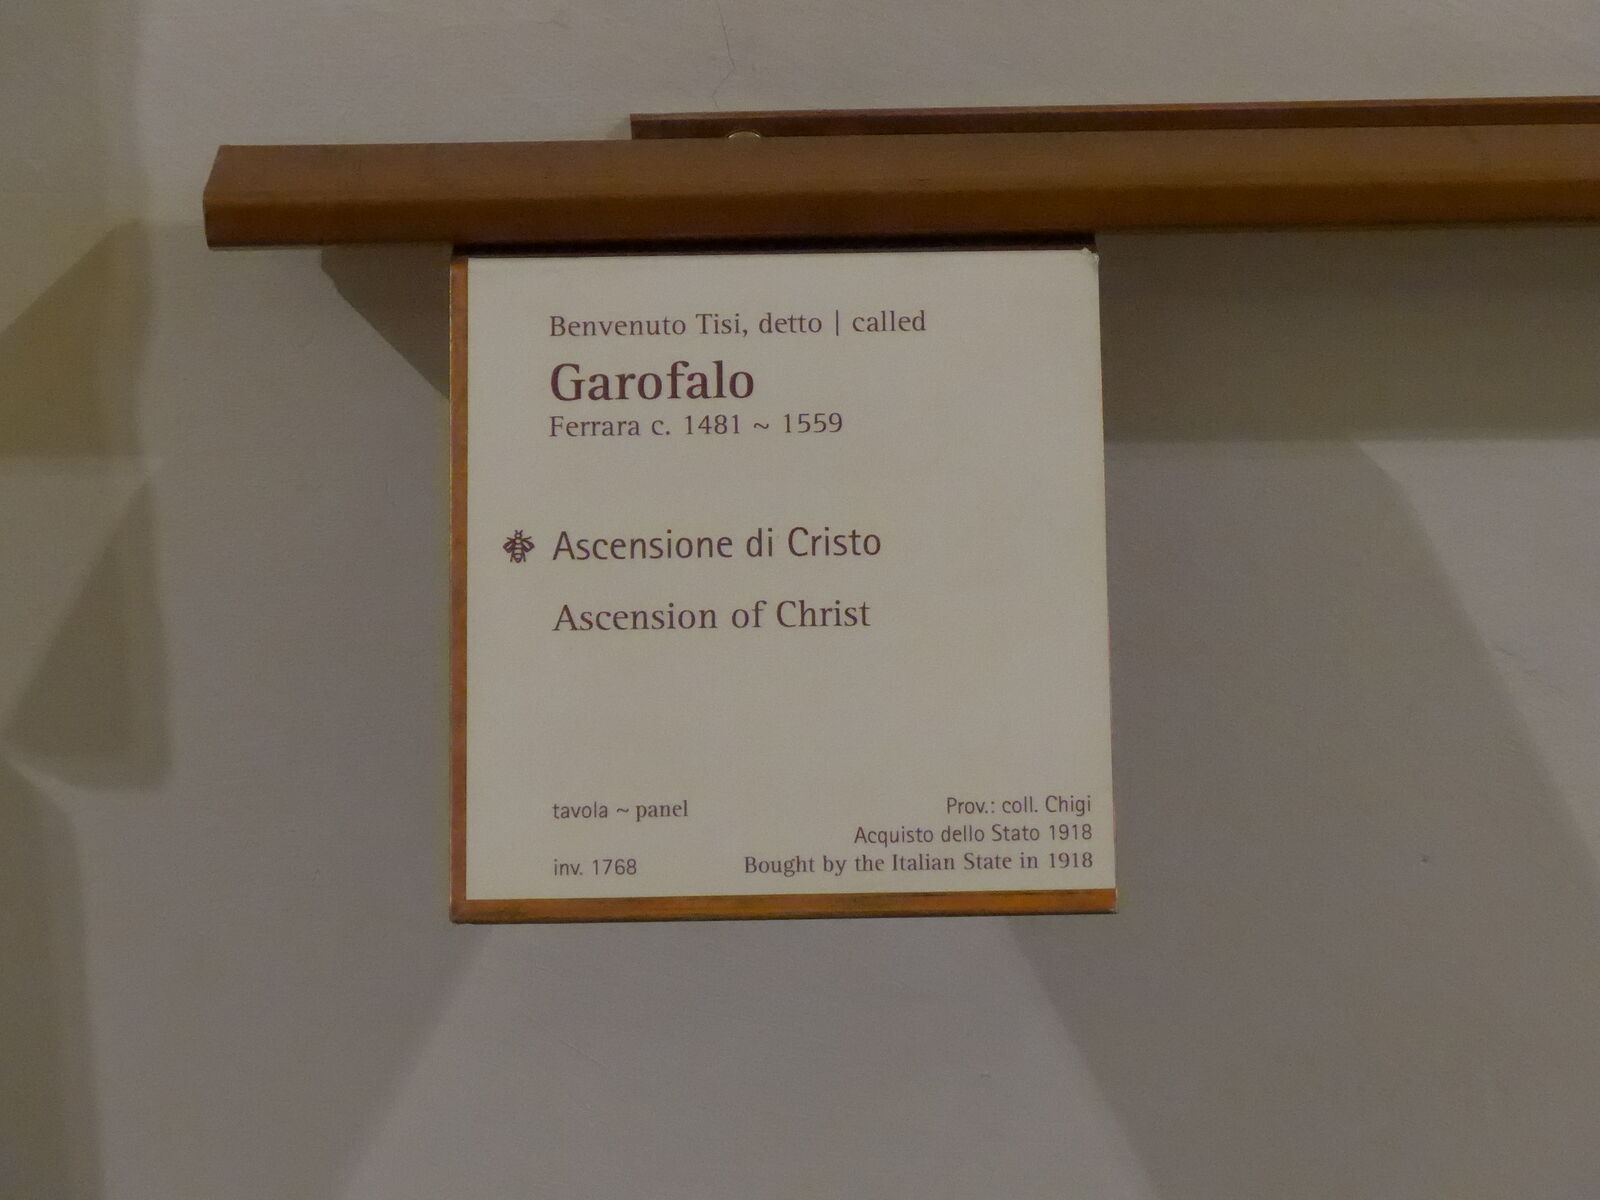 Benvenuto Tisi, detto | called
Garofalo
Ferrara c. 1481 ~ 1559
Ascensione di Cristo
Ascension of Christ
tavola ~ panel
inv. 1768
Prov.: coll. Chigi
Acquisto dello Stato 1918
Bought by the Italian State in 1918